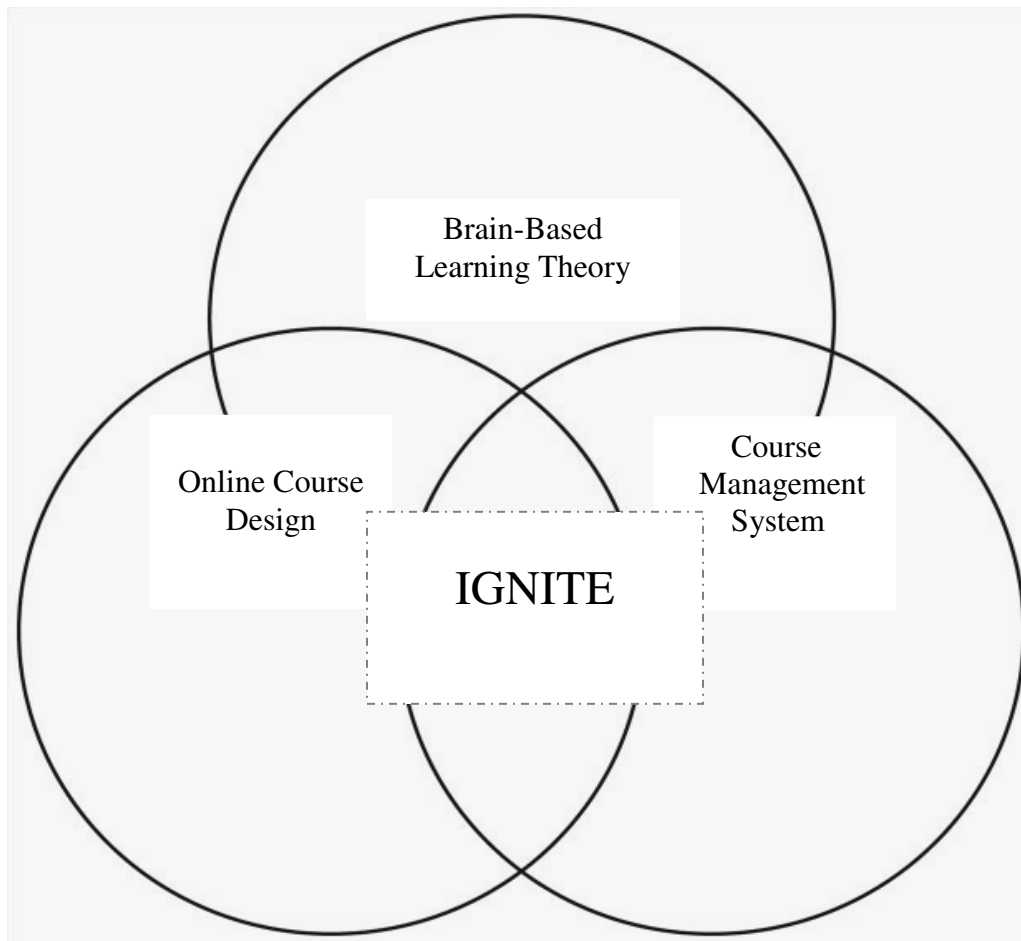 Brain-Based
Learning Theory
Online Course
Design
Course
Management
System
IGNITE